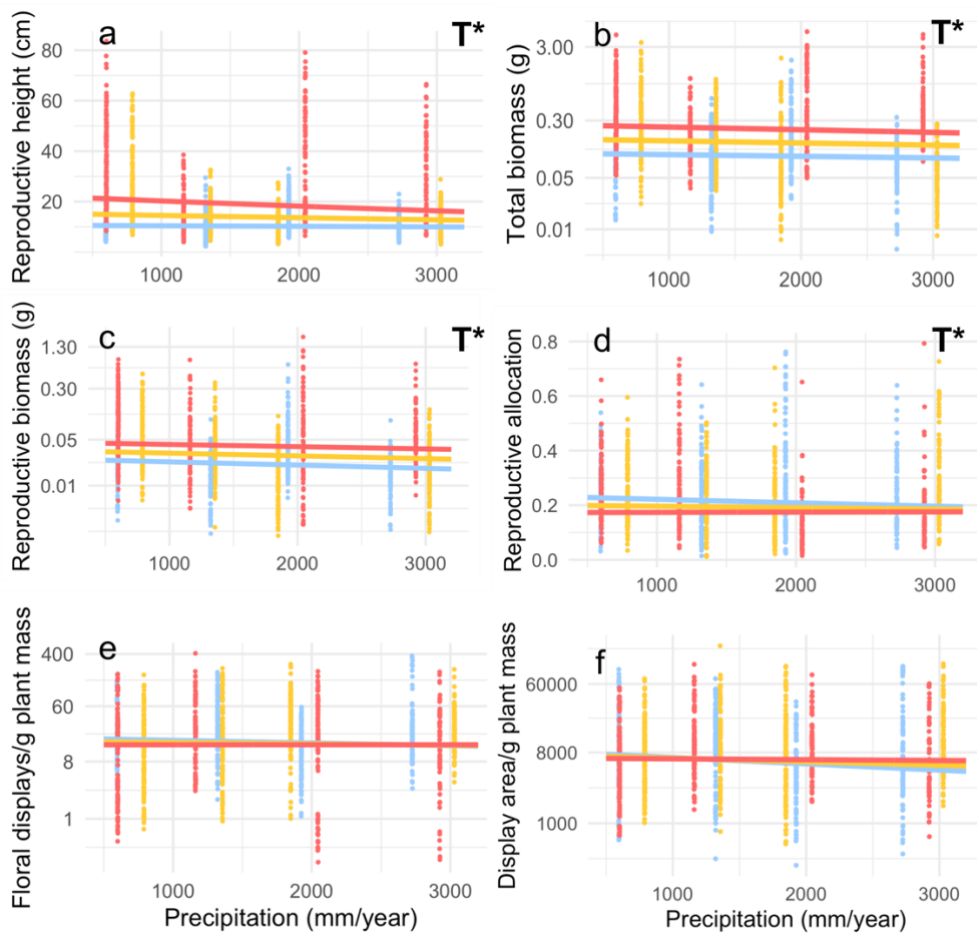 a
T*
Reproductive height (cm)
80
60
40
20
1000
2000
3000
b
T*
Total biomass (g)
3.00
0.30
0.05
0.01
1000
2000
3000
c
T*
Reproductive biomass (g)
1.30
0.30
0.05
0.01
1000
2000
3000
d
T*
Reproductive allocation
0.8
0.6
0.4
0.2
0.0
1000
2000
3000
e
Floral displays/g plant mass
400
60
8
1
1000
2000
3000
Precipitation (mm/year)
f
Display area/g plant mass
60000
8000
1000
1000
2000
3000
Precipitation (mm/year)